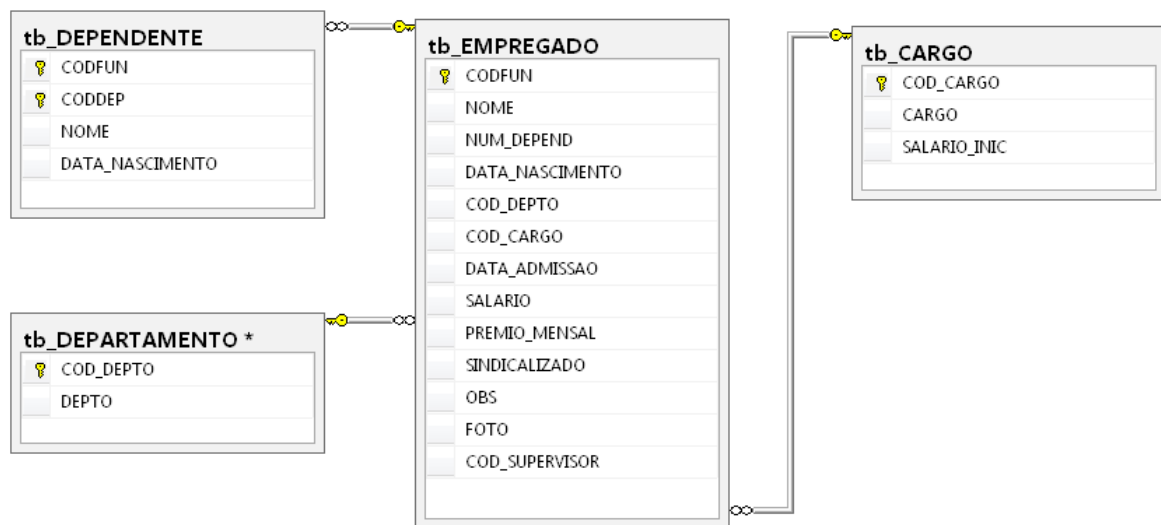 tb_DEPENDENTE
CODFUN
CODDEP
NOME
DATA_NASCIMENTO
tb_DEPARTAMENTO *
COD_DEPTO
DEPTO
tb_EMPREGADO
CODFUN
NOME
NUM_DEPEND
DATA_NASCIMENTO
COD_DEPTO
COD_CARGO
DATA_ADMISSAO
SALARIO
PREMIO_MENSAL
SINDICALIZADO
OBS
FOTO
COD_SUPERVISOR
tb_CARGO
COD_CARGO
CARGO
SALARIO_INIC